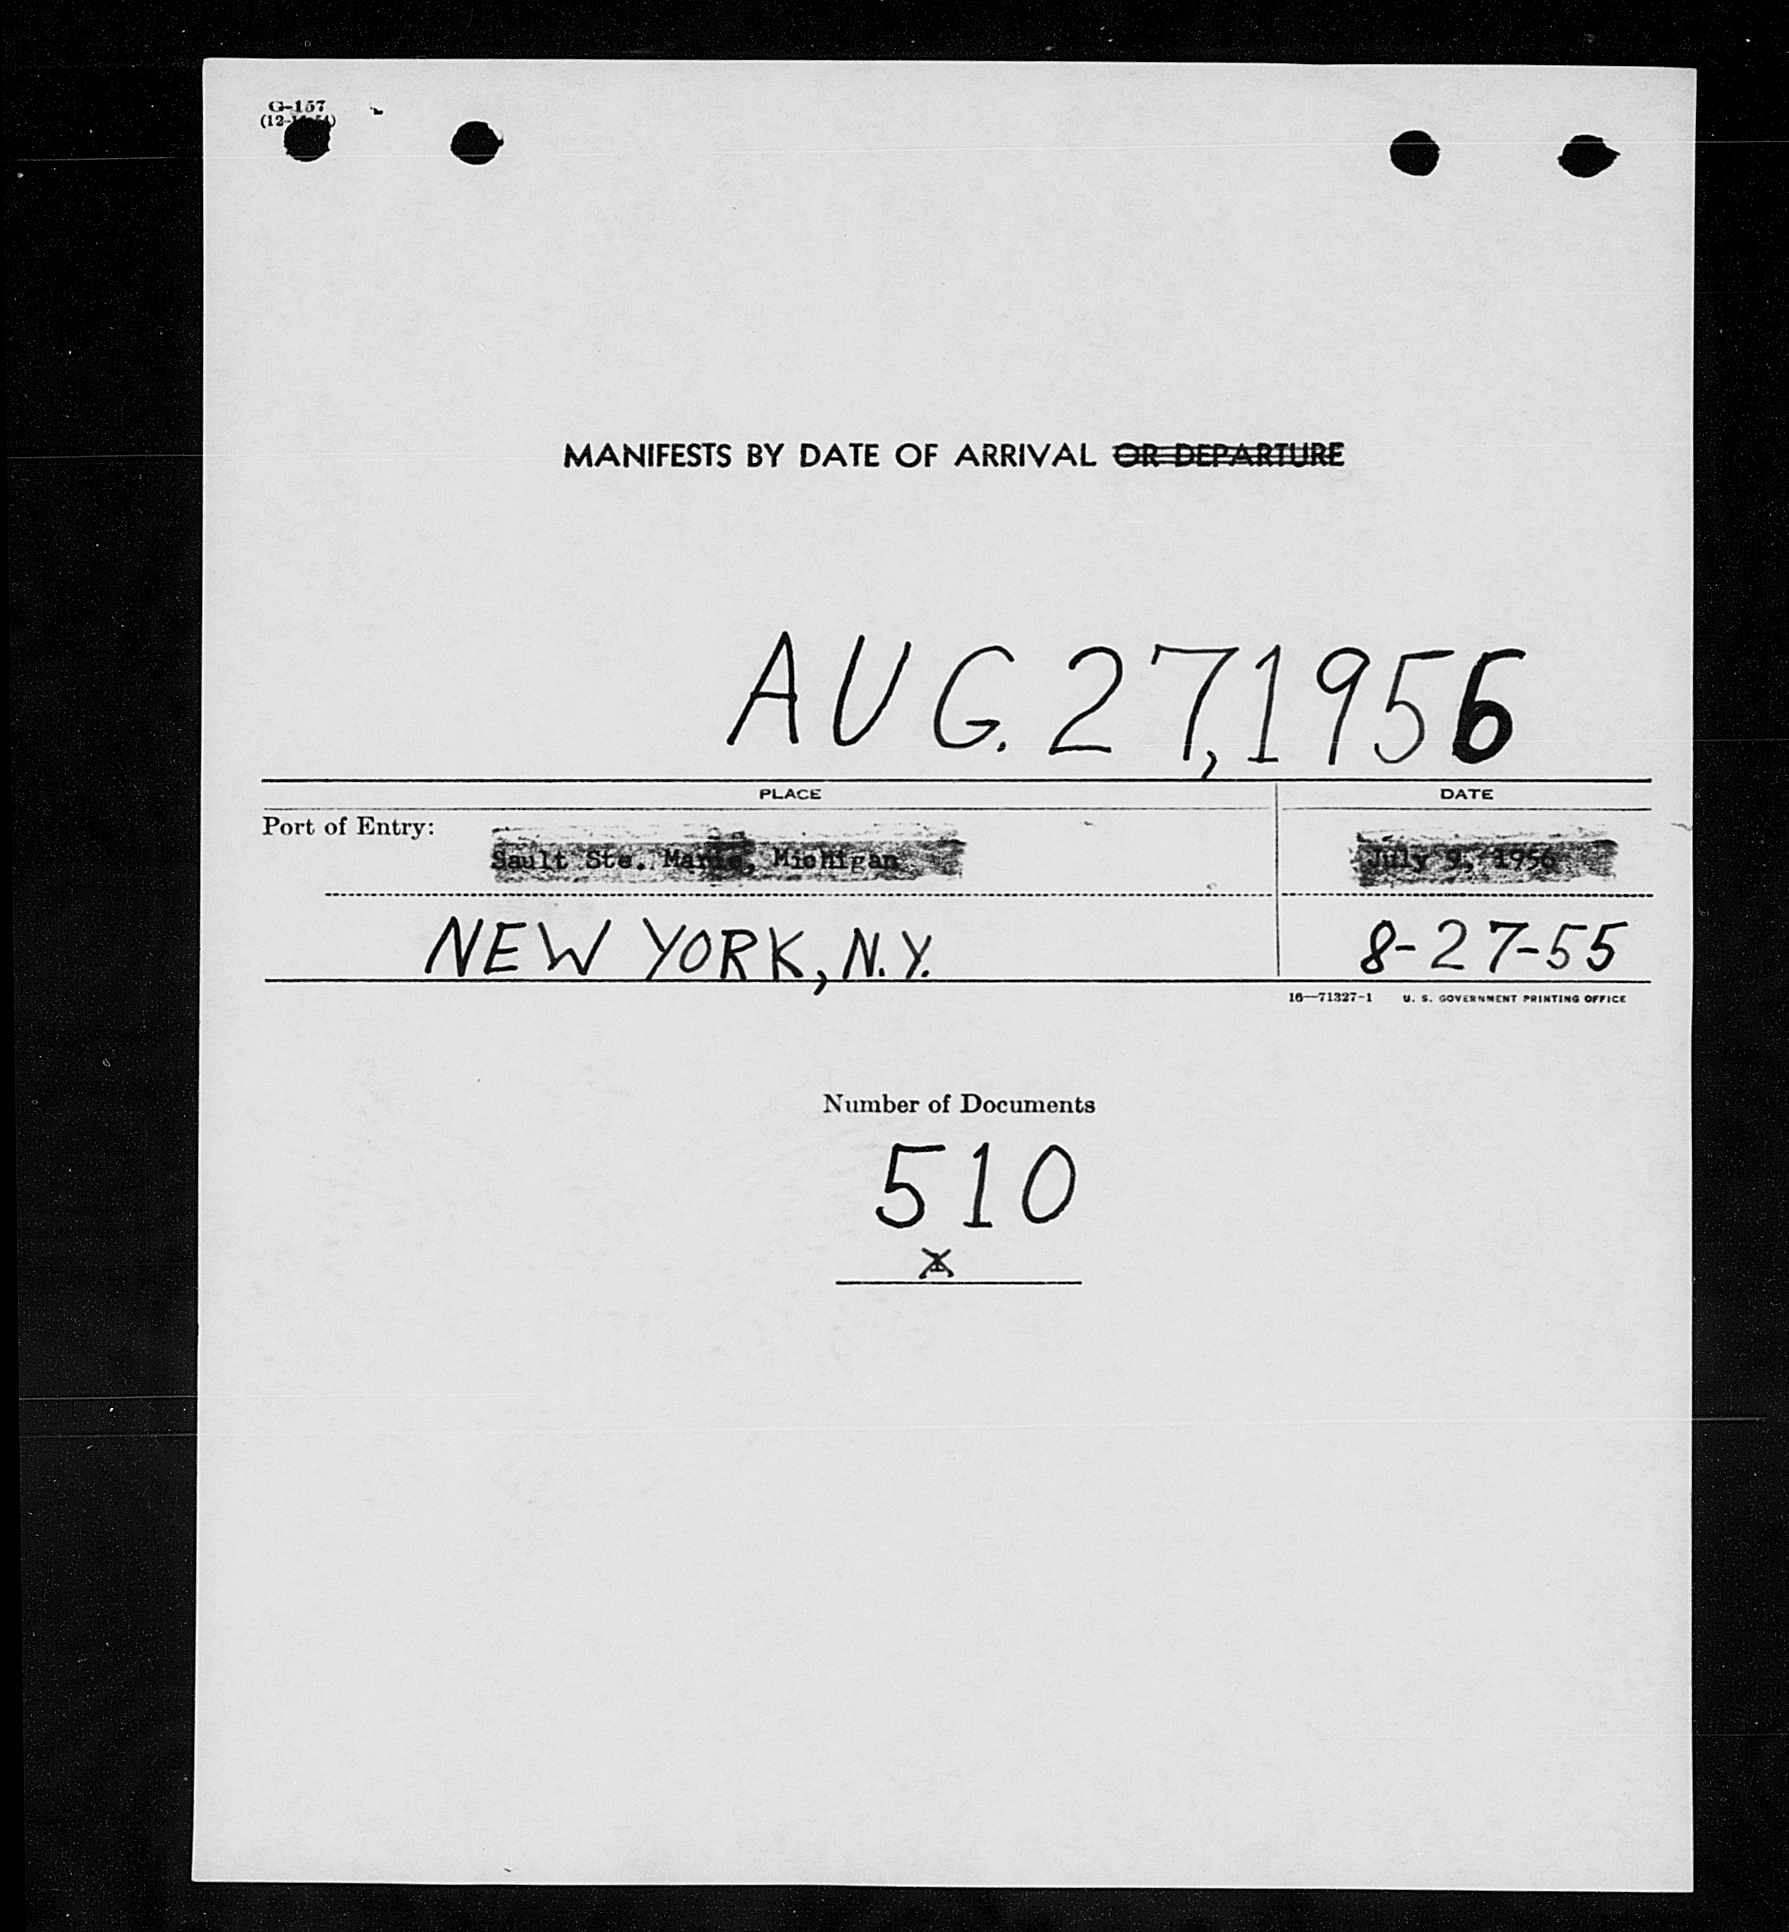 G-157
MANIFESTS BY DATE OF ARRIVAL OR DEPARTURE
AUG. 27, 1956
PLACE DATE
Port of Entry:
Sault Ste. Marie, Michigan July 9, 1956
NEW YORK, N.Y. 8-27-55
16—71327-1 U. S. GOVERNMENT PRINTING OFFICE
Number of Documents
510